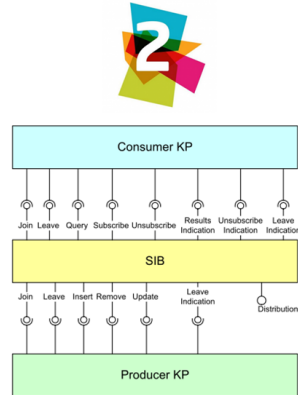 2
Consumer KP
Join Leave Query Subscribe Unsubscribe Results Indication Unsubscribe Indication Leave Indication
SIB
Join Leave Insert Remove Update Leave Indication Distribution
Producer KP